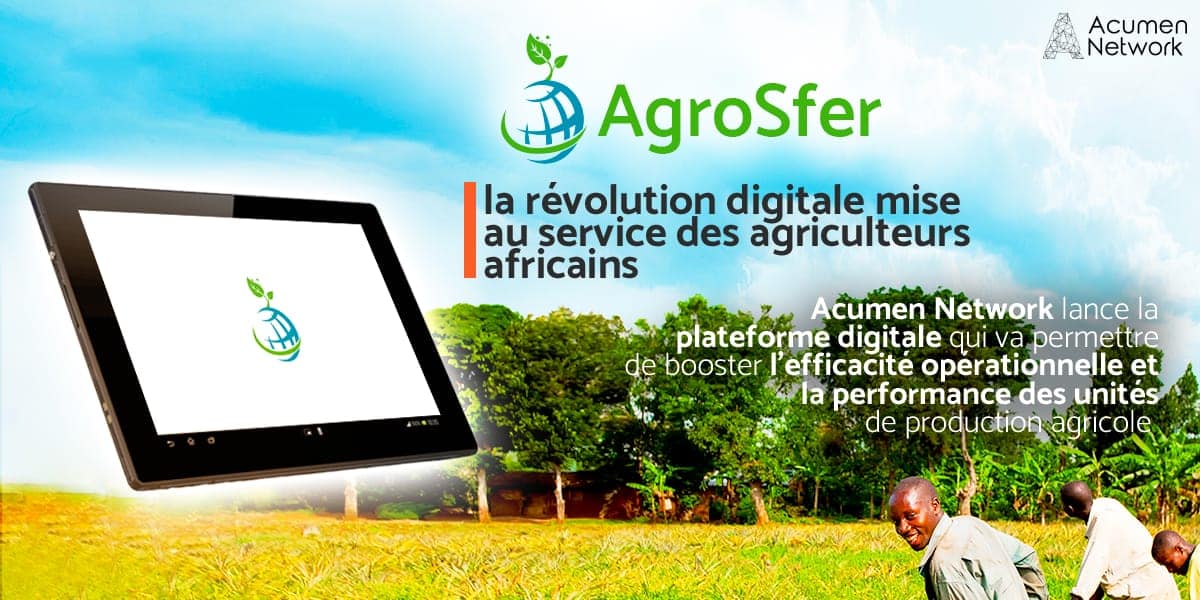 Acumen
Network
AgroSfer
la révolution digitale mise
au service des agriculteurs
africains
Acumen Network lance la
plateforme digitale qui va permettre
de booster l'efficacité opérationnelle et
la performance des unités
de production agricole